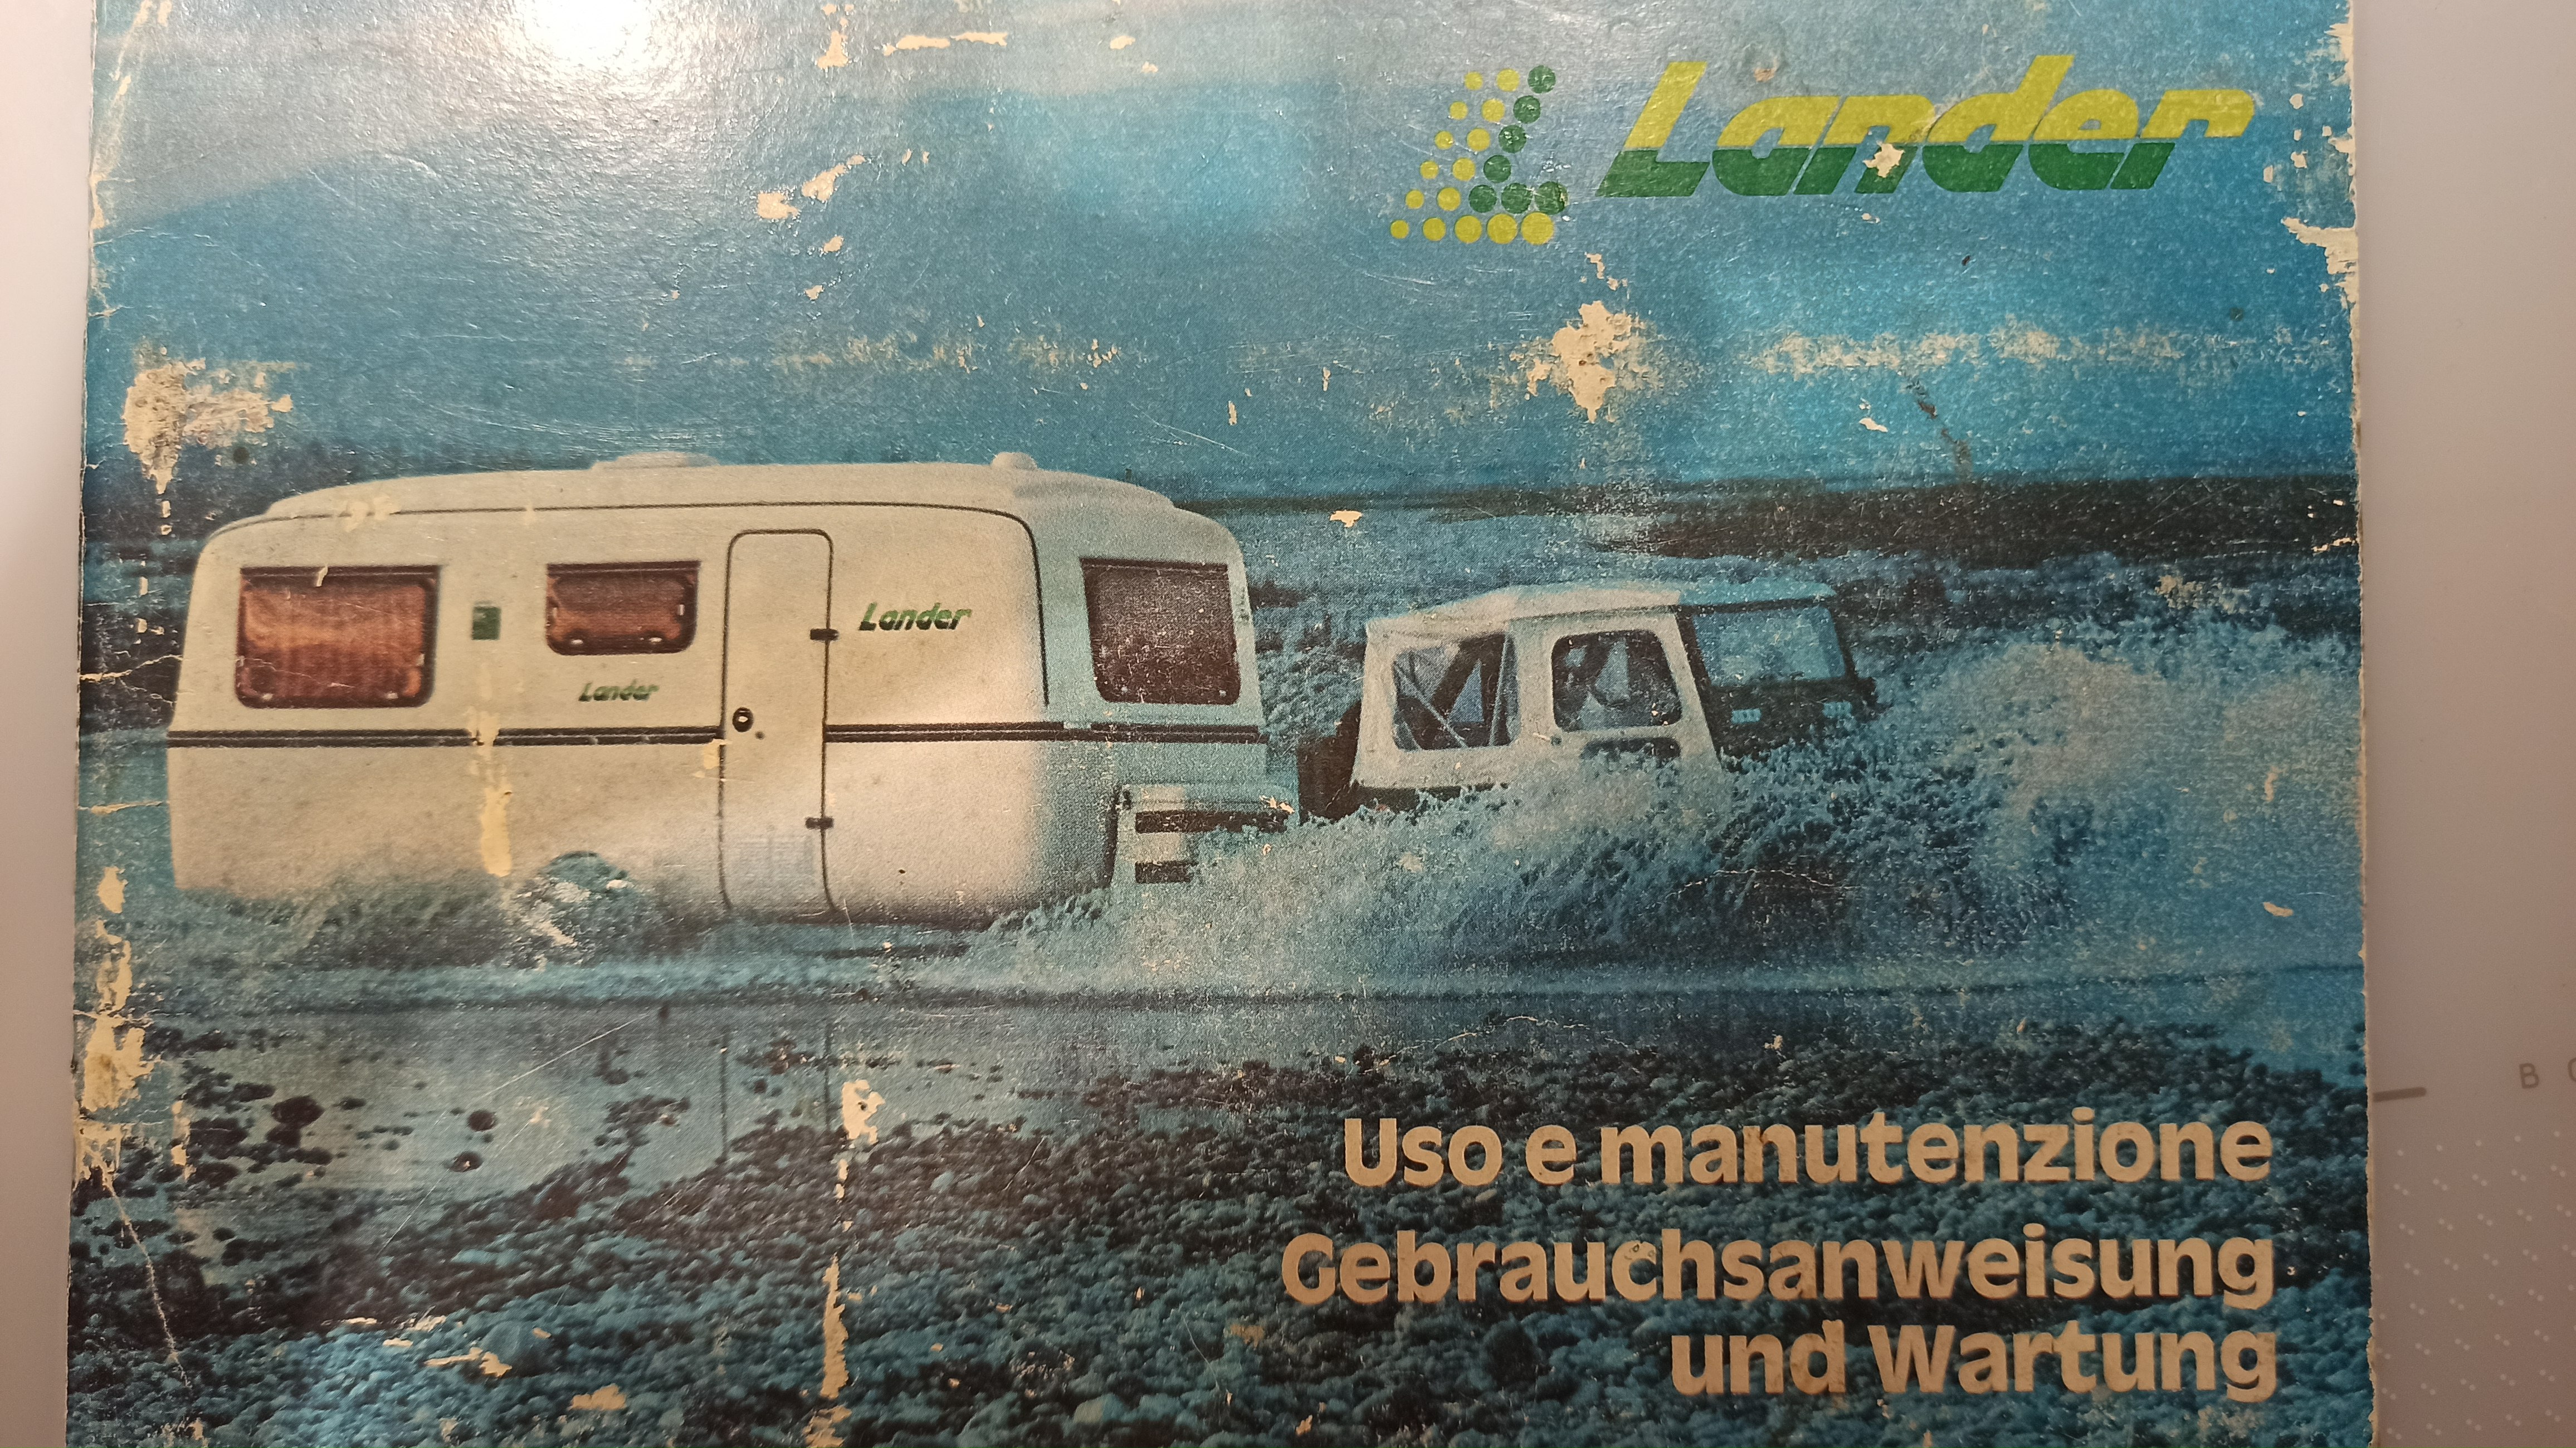 Lander
Lander
Lander
Uso e manutenzione
Gebrauchsanweisung
und Wartung